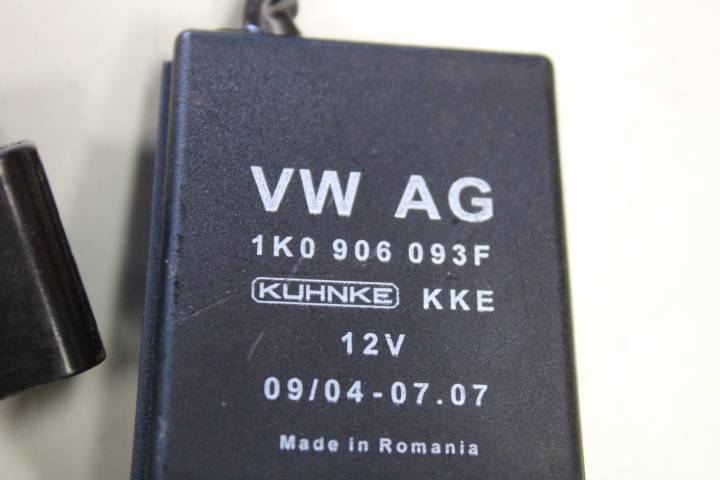 VW AG
1K0 906 093F
KUHNKE KKE
12V
09/04-07.07
Made in Romania